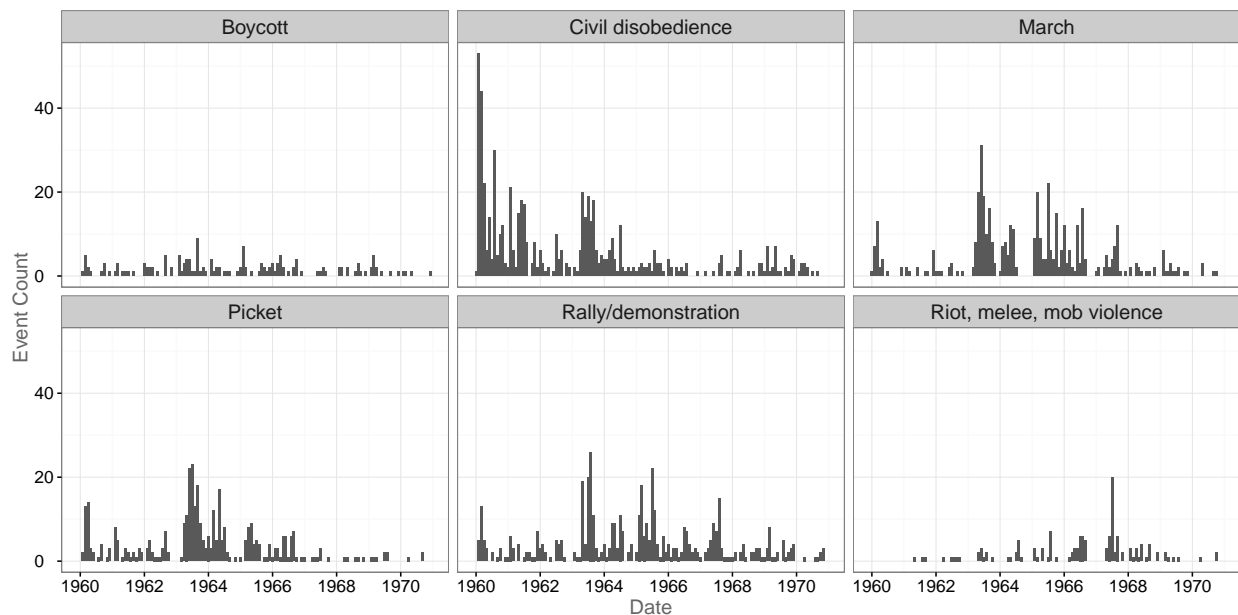 Boycott Civil disobedience March
40
20
0
Picket Rally/demonstration Riot, melee, mob violence
40
20
0
1960 1962 1964 1966 1968 1970 1960 1962 1964 1966 1968 1970 1960 1962 1964 1966 1968 1970
Event Count
Date